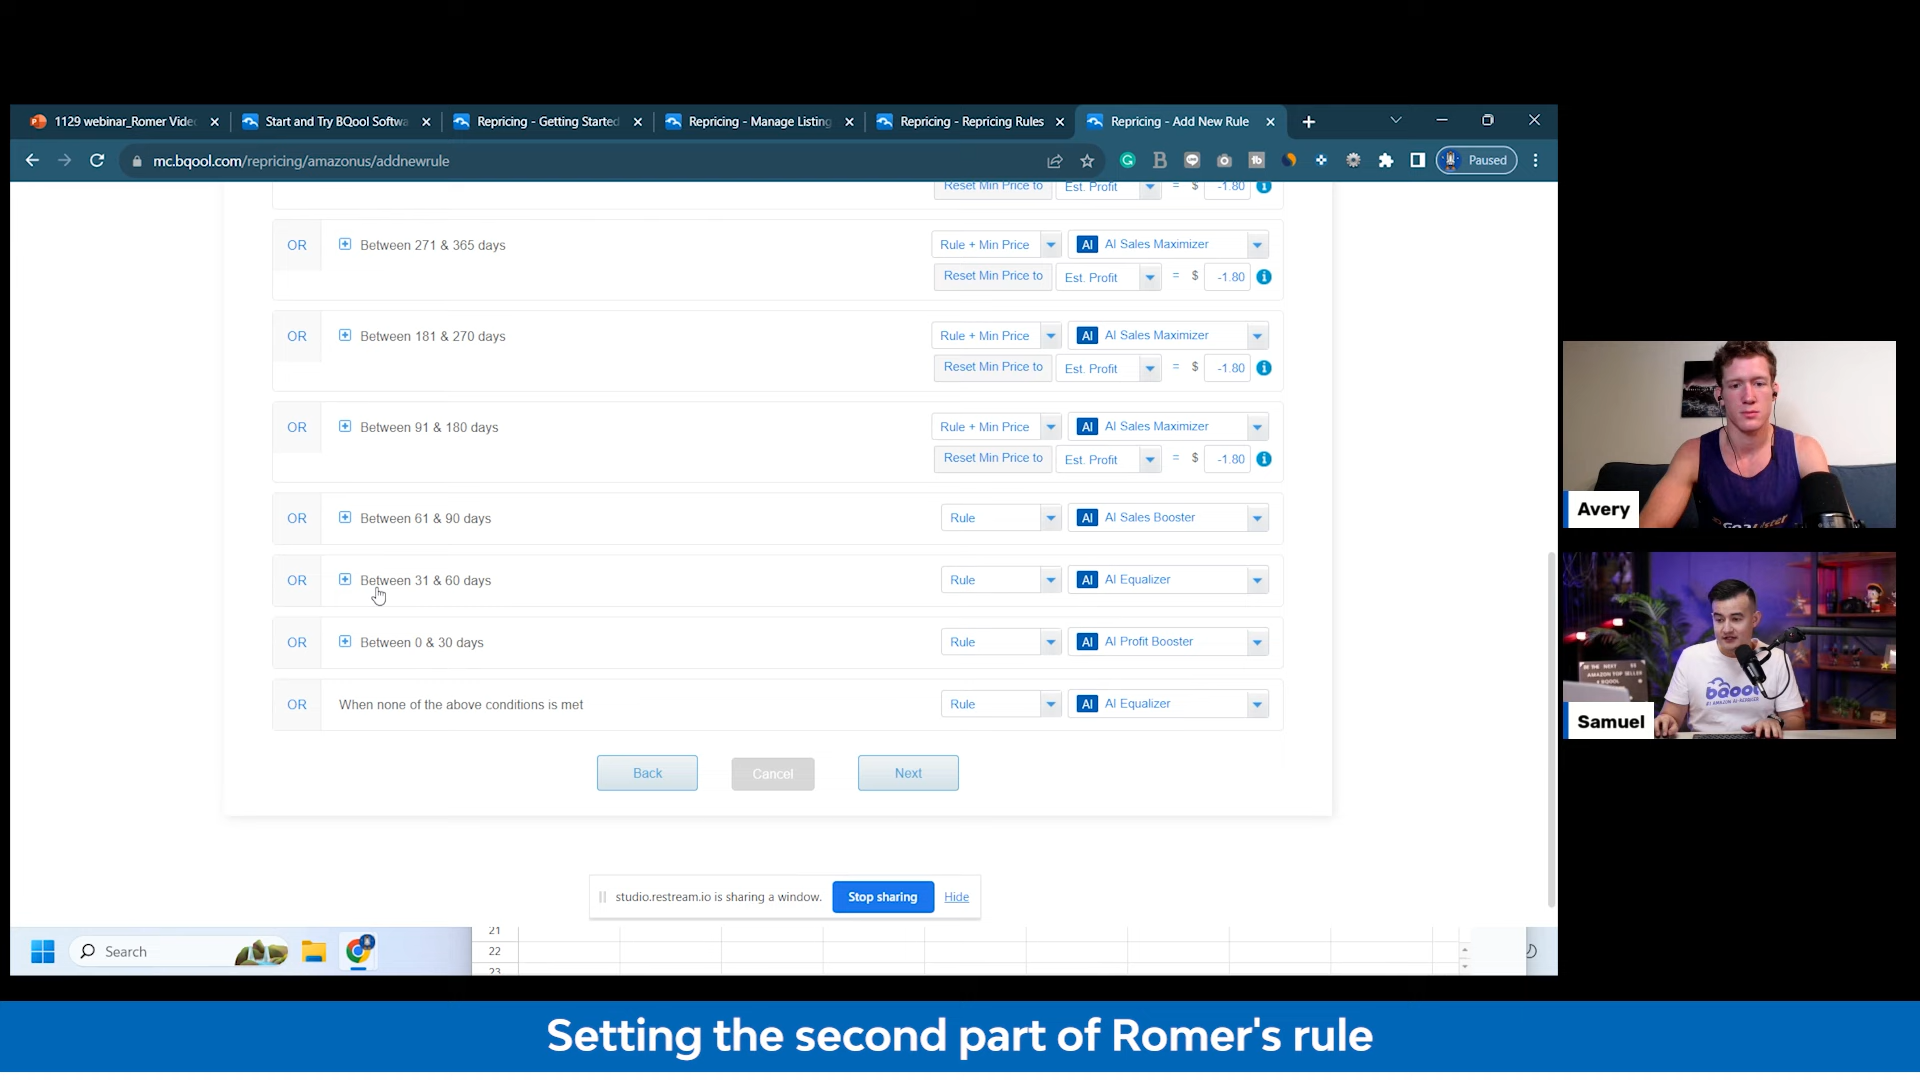 1129 webinar_Romer Vide
Start and Try BQool Softwa
Repricing - Getting Started
Repricing - Manage Listing
Repricing - Repricing Rules
Repricing - Add New Rule
mc.bqool.com/repricing/amazonus/addnewrule
Paused
Reset Min Price to Est. Profit = $ -1.80
OR Between 271 & 365 days Rule + Min Price AI AI Sales Maximizer
Reset Min Price to Est. Profit = $ -1.80
OR Between 181 & 270 days Rule + Min Price AI AI Sales Maximizer
Reset Min Price to Est. Profit = $ -1.80
OR Between 91 & 180 days Rule + Min Price AI AI Sales Maximizer
Reset Min Price to Est. Profit = $ -1.80
OR Between 61 & 90 days Rule AI AI Sales Booster
OR Between 31 & 60 days Rule AI AI Equalizer
OR Between 0 & 30 days Rule AI AI Profit Booster
OR When none of the above conditions is met Rule AI AI Equalizer
Back Cancel Next
studio.restream.io is sharing a window. Stop sharing Hide
Search
21
22
23
Avery
bqool
Samuel
Setting the second part of Romer's rule